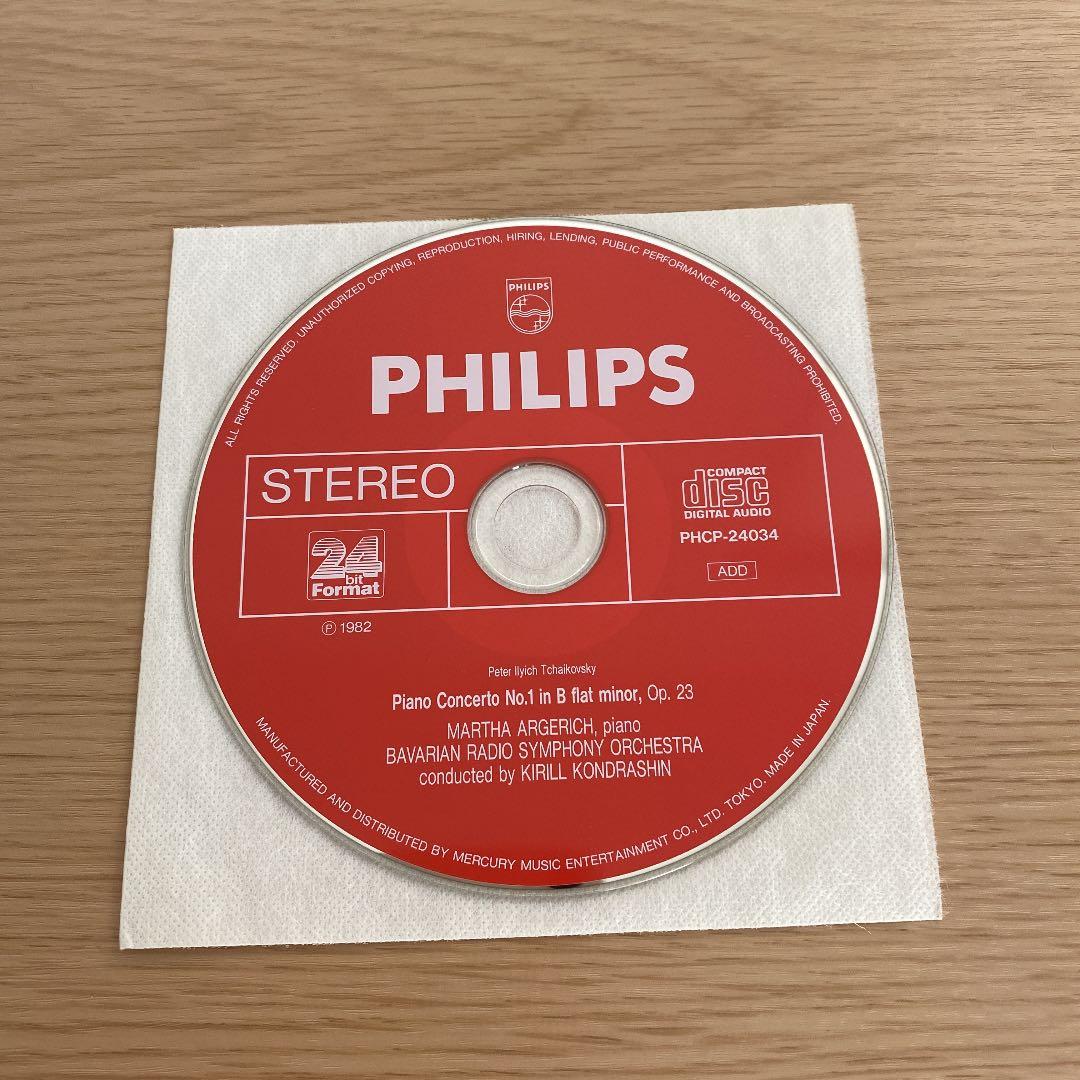 ALL RIGHTS RESERVED. UNAUTHORIZED COPYING, REPRODUCTION, HIRING, LENDING, PUBLIC PERFORMANCE AND BROADCASTING PROHIBITED.
PHILIPS
PHILIPS
STEREO
COMPACT
disc
DIGITAL AUDIO
PHCP-24034
ADD
24
bit
Format
Ⓟ 1982
Peter Ilyich Tchaikovsky
Piano Concerto No.1 in B flat minor, Op. 23
MARTHA ARGERICH, piano
BAVARIAN RADIO SYMPHONY ORCHESTRA
conducted by KIRILL KONDRASHIN
MANUFACTURED AND DISTRIBUTED BY MERCURY MUSIC ENTERTAINMENT CO., LTD. TOKYO. MADE IN JAPAN.